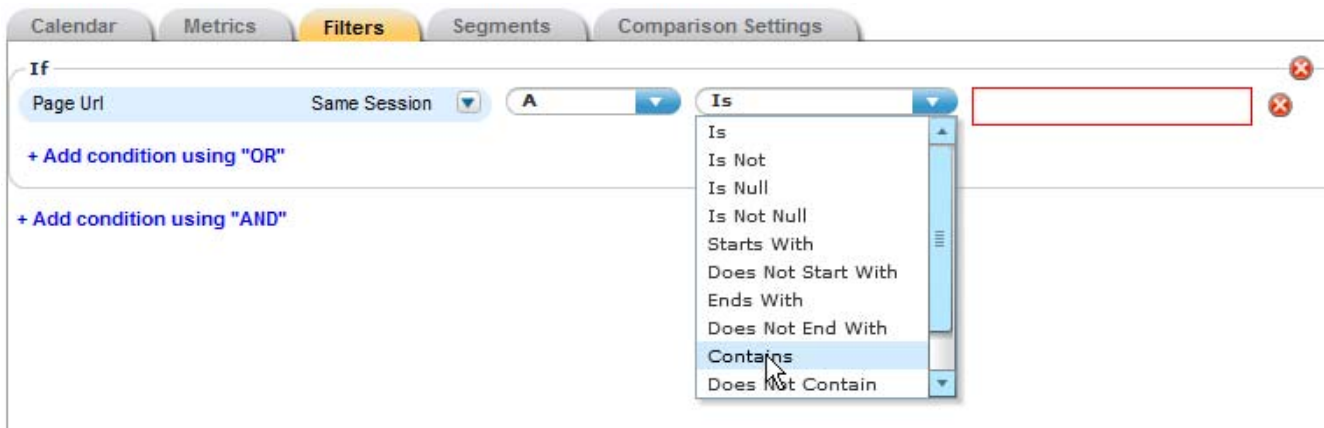 Calendar Metrics Filters Segments Comparison Settings
If
Page Url Same Session A Is
Is
+ Add condition using "OR"
Is Not
Is Null
+ Add condition using "AND"
Is Not Null
Starts With
Does Not Start With
Ends With
Does Not End With
Contains
Does Not Contain